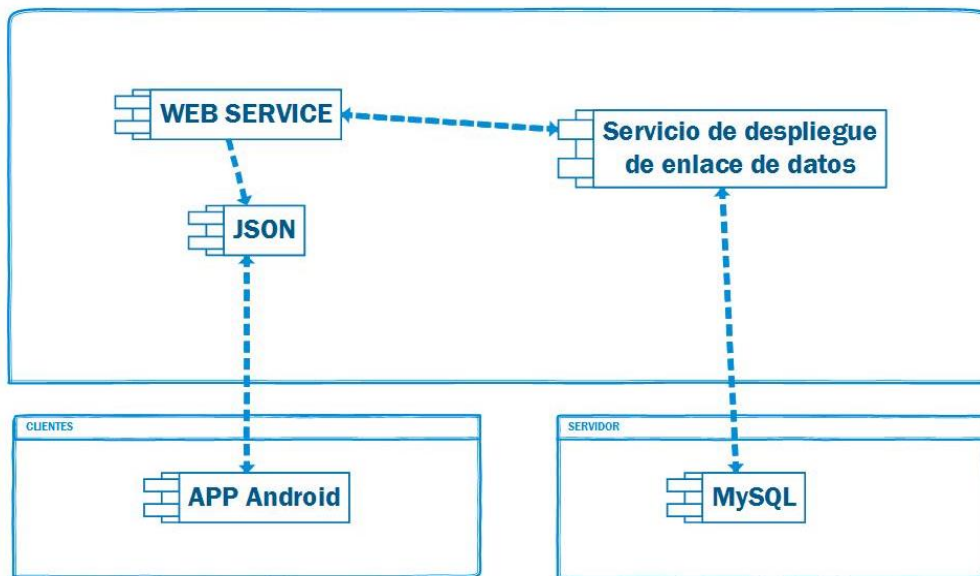 WEB SERVICE
Servicio de despliegue
de enlace de datos
JSON
CLIENTES
SERVIDOR
APP Android
MySQL